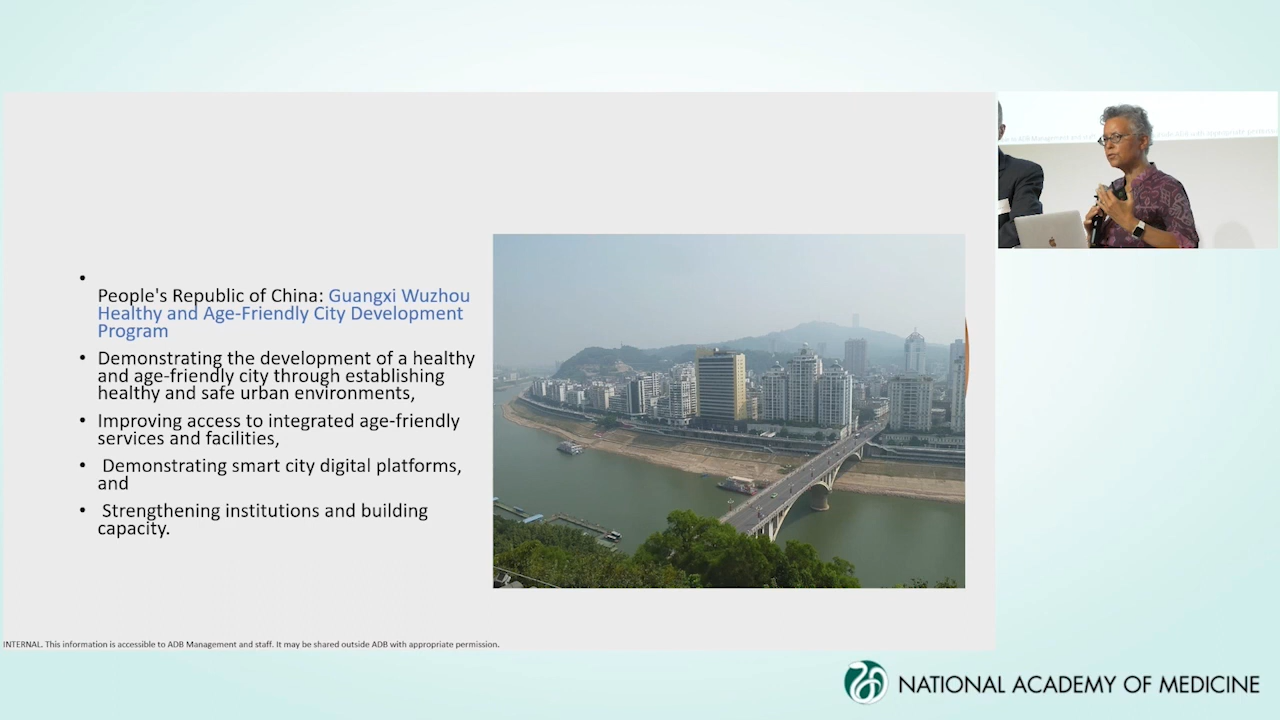 People's Republic of China: Guangxi Wuzhou
Healthy and Age-Friendly City Development
Program
• Demonstrating the development of a healthy
and age-friendly city through establishing
healthy and safe urban environments,
• Improving access to integrated age-friendly
services and facilities,
• Demonstrating smart city digital platforms,
and
• Strengthening institutions and building
capacity.
INTERNAL. This information is accessible to ADB Management and staff. It may be shared outside ADB with appropriate permission.
NATIONAL ACADEMY OF MEDICINE